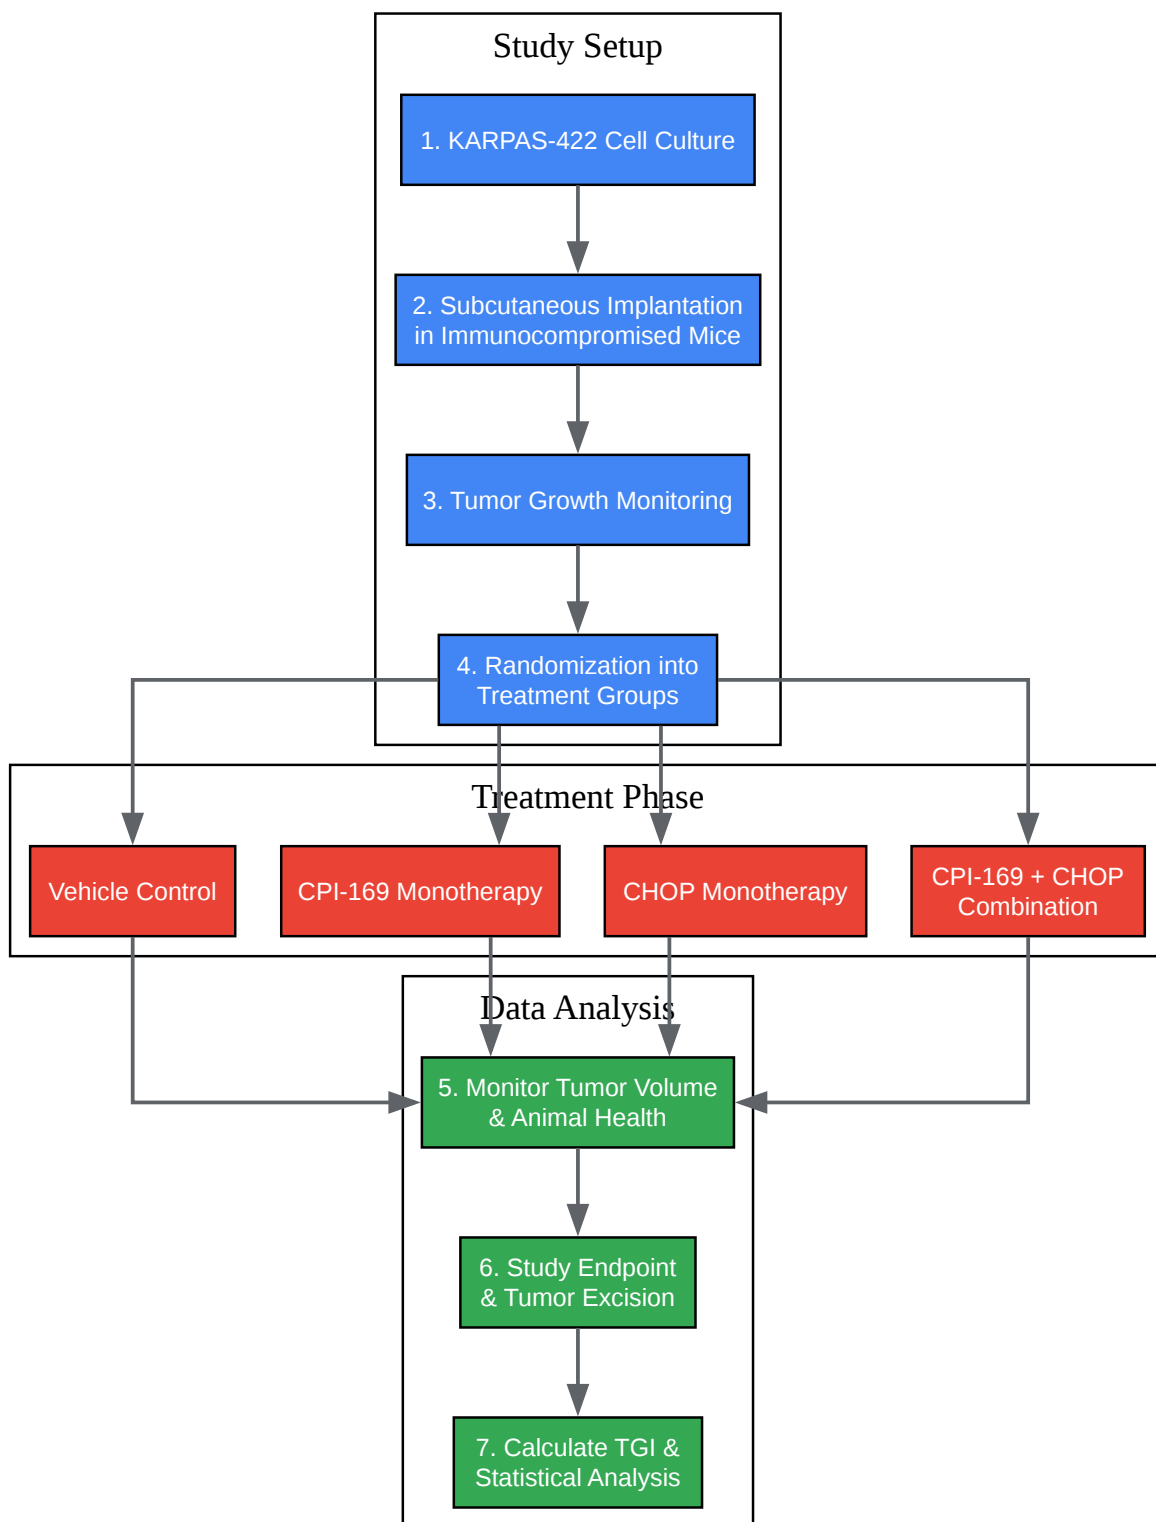 Study Setup
1. KARPAS-422 Cell Culture
2. Subcutaneous Implantation
in Immunocompromised Mice
3. Tumor Growth Monitoring
4. Randomization into
Treatment Groups
Treatment Phase
Vehicle Control
CPI-169 Monotherapy
CHOP Monotherapy
CPI-169 + CHOP
Combination
Data Analysis
5. Monitor Tumor Volume
& Animal Health
6. Study Endpoint
& Tumor Excision
7. Calculate TGI &
Statistical Analysis